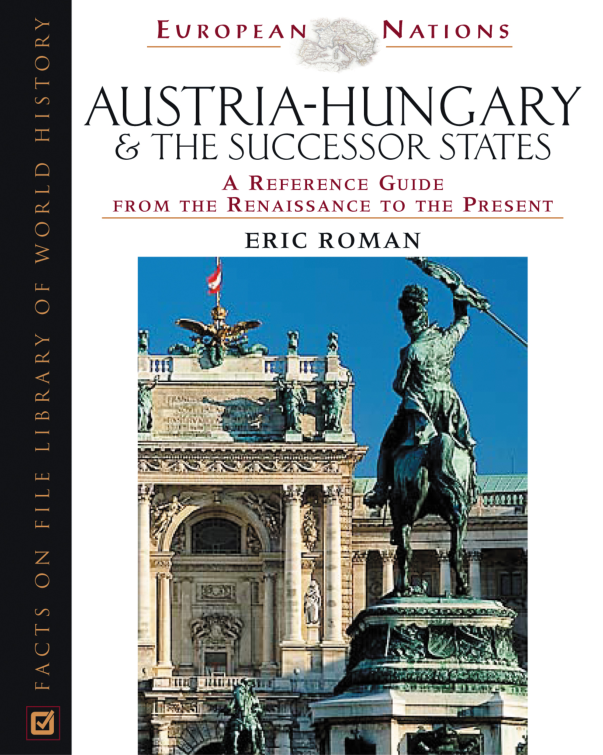 EUROPEAN NATIONS
AUSTRIA-HUNGARY
& THE SUCCESSOR STATES
A REFERENCE GUIDE
FROM THE RENAISSANCE TO THE PRESENT
ERIC ROMAN
FACTS ON FILE LIBRARY OF WORLD HISTORY